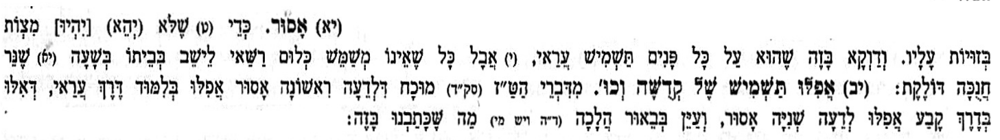 (יא) אָסוּר. כְּדֵי (ט) שֶׁלֹּא (יְהֵא) [יִהְיוּ] מִצְוֹת
בְּזוּיוֹת עָלָיו. וְדַוְקָא בָּזֶה שֶׁהוּא עַל כָּל פָּנִים תַּשְׁמִישׁ עֲרַאי, (י) אֲבָל כָּל שֶׁאֵינוֹ מְשַׁמֵּשׁ כְּלוּם רַשַּׁאי לֵישֵׁב בְּבֵיתוֹ בְּשָׁעָה (יא) שֶׁנֵּר
חֲנֻכָּה דּוֹלֶקֶת: (יב) אֲפִלּוּ תַּשְׁמִישׁ שֶׁל קְדֻשָּׁה וְכוּ'. מִדִּבְרֵי הַטַּ"ז (סק"ד) מוּכָח דִּלְדֵעָה רִאשׁוֹנָה אָסוּר אֲפִלּוּ בְּלִמּוּד דֶּרֶךְ עֲרַאי, דְּאִלּוּ
בְּדֶרֶךְ קֶבַע אֲפִלּוּ לְדֵעָה שְׁנִיָּה אָסוּר, וְעַיֵּן בְּבֵאוּר הֲלָכָה (ד"ה ויש מי) מַה שֶּׁכָּתַבְנוּ בָּזֶה: